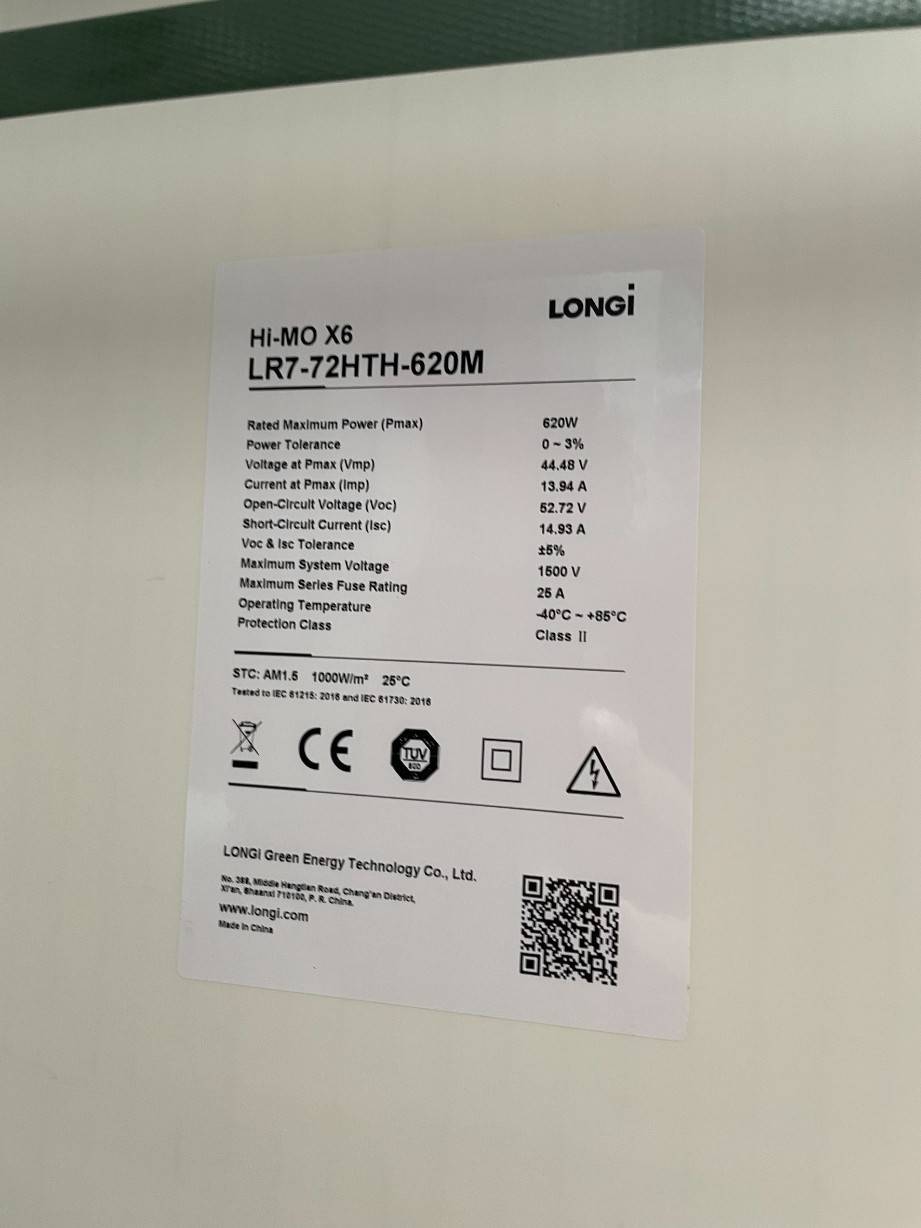 LONGi
Hi-MO X6
LR7-72HTH-620M
Rated Maximum Power (Pmax) 620W
Power Tolerance 0 ~ 3%
Voltage at Pmax (Vmp) 44.48 V
Current at Pmax (Imp) 13.94 A
Open-Circuit Voltage (Voc) 52.72 V
Short-Circuit Current (Isc) 14.93 A
Voc & Isc Tolerance ±5%
Maximum System Voltage 1500 V
Maximum Series Fuse Rating 25 A
Operating Temperature -40°C ~ +85°C
Protection Class Class II
STC: AM1.5 1000W/m² 25°C
Tested to IEC 61215: 2016 and IEC 61730: 2016
CE
TUV
LONGi Green Energy Technology Co., Ltd.
No. 388, Middle Hangtian Road, Chang'an District,
Xi'an, Shaanxi 710100, P. R. China.
www.longi.com
Made in China